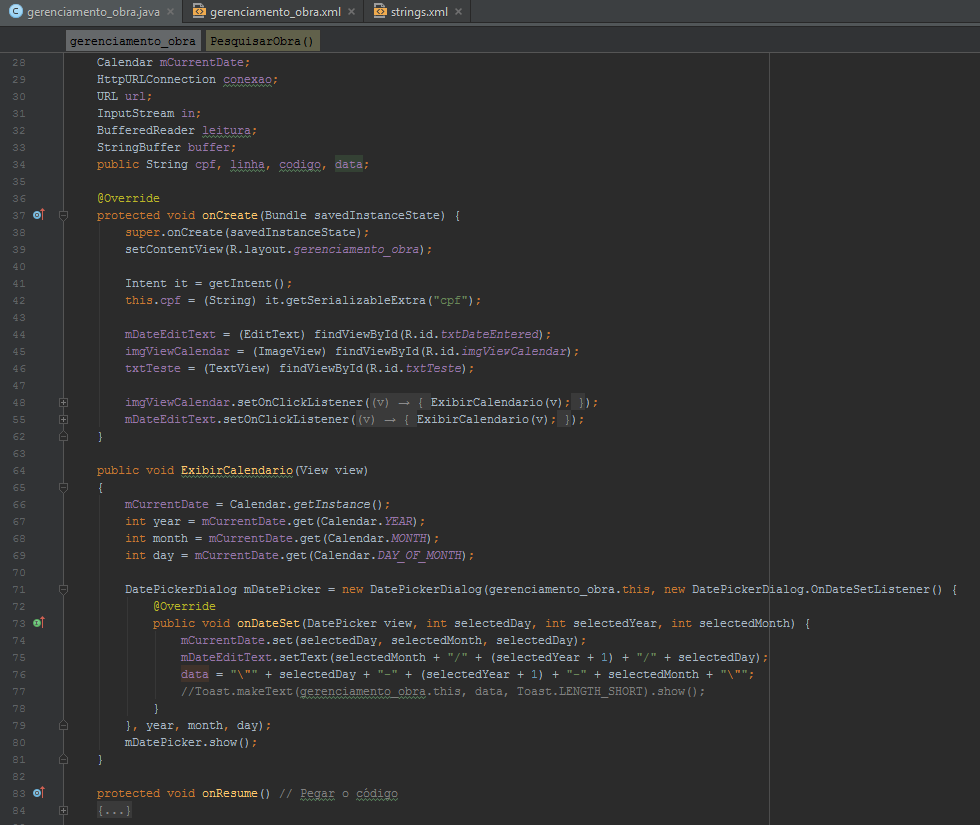 gerenciamento_obra.java gerenciamento_obra.xml strings.xml
gerenciamento_obra PesquisarObra()
28 Calendar mCurrentDate;
29 HttpURLConnection conexao;
30 URL url;
31 InputStream in;
32 BufferedReader leitura;
33 StringBuffer buffer;
34 public String cpf, linha, codigo, data;
35
36 @Override
37 protected void onCreate(Bundle savedInstanceState) {
38 super.onCreate(savedInstanceState);
39 setContentView(R.layout.gerenciamento_obra);
40
41 Intent it = getIntent();
42 this.cpf = (String) it.getSerializableExtra("cpf");
43
44 mDateEditText = (EditText) findViewById(R.id.txtDateEntered);
45 imgViewCalendar = (ImageView) findViewById(R.id.imgViewCalendar);
46 txtTeste = (TextView) findViewById(R.id.txtTeste);
47
48 imgViewCalendar.setOnClickListener((v) → { ExibirCalendario(v); });
55 mDateEditText.setOnClickListener((v) → { ExibirCalendario(v); });
62 }
63
64 public void ExibirCalendario(View view)
65 {
66 mCurrentDate = Calendar.getInstance();
67 int year = mCurrentDate.get(Calendar.YEAR);
68 int month = mCurrentDate.get(Calendar.MONTH);
69 int day = mCurrentDate.get(Calendar.DAY_OF_MONTH);
70
71 DatePickerDialog mDatePicker = new DatePickerDialog(gerenciamento_obra.this, new DatePickerDialog.OnDateSetListener() {
72 @Override
73 public void onDateSet(DatePicker view, int selectedDay, int selectedYear, int selectedMonth) {
74 mCurrentDate.set(selectedDay, selectedMonth, selectedDay);
75 mDateEditText.setText(selectedMonth + "/" + (selectedYear + 1) + "/" + selectedDay);
76 data = "\"" + selectedDay + "-" + (selectedYear + 1) + "-" + selectedMonth + "\"";
77 //Toast.makeText(gerenciamento_obra.this, data, Toast.LENGTH_SHORT).show();
78 }
79 }, year, month, day);
80 mDatePicker.show();
81 }
82
83 protected void onResume() // Pegar o código
84 {...}